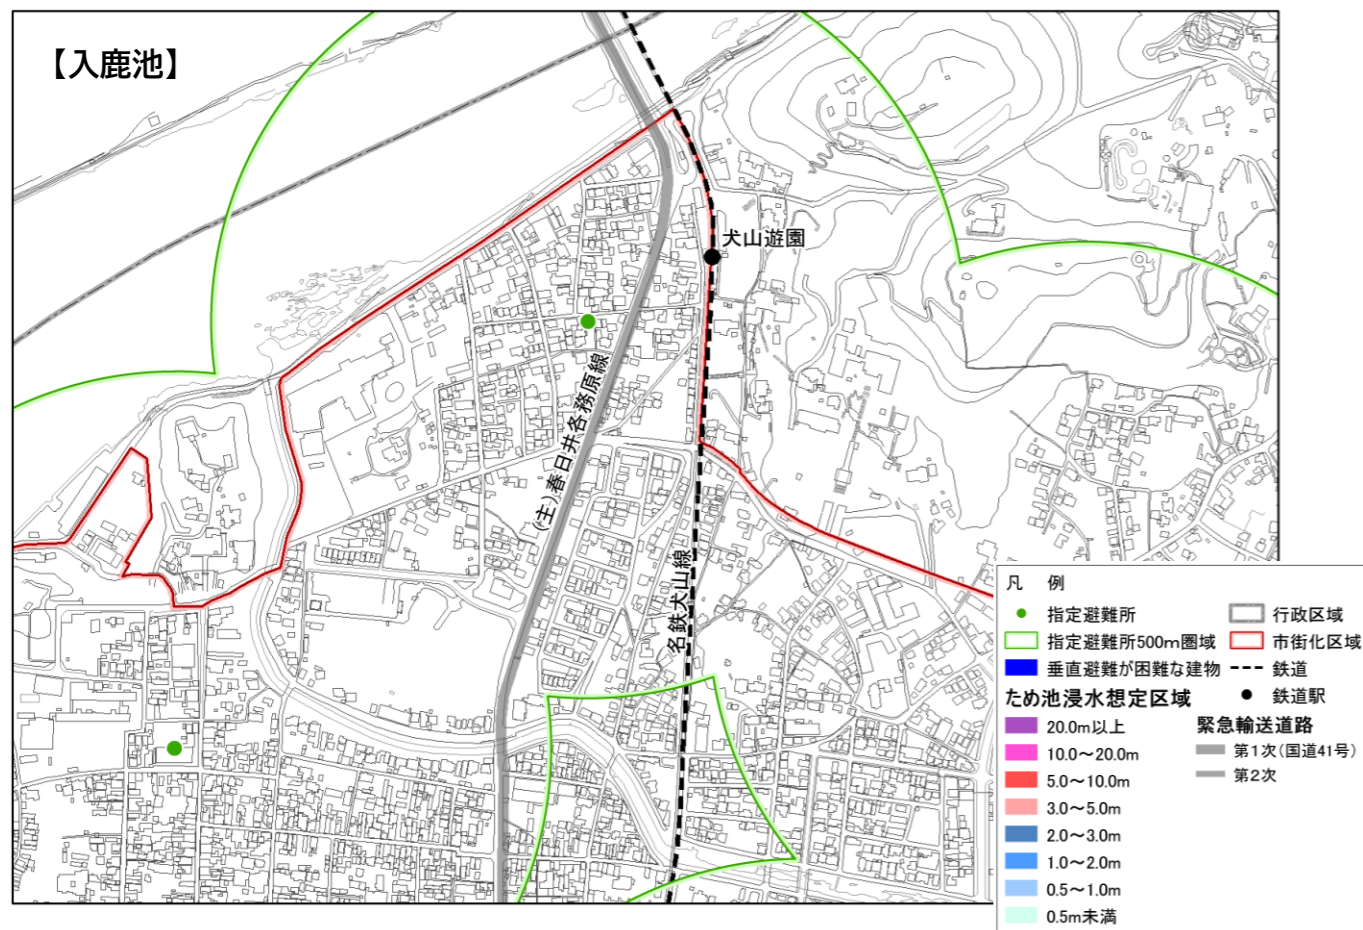 【入鹿池】
犬山遊園
(主)春日井各務原線
名鉄犬山線
凡 例
指定避難所
行政区域
指定避難所500m圏域
市街化区域
垂直避難が困難な建物
鉄道
ため池浸水想定区域
鉄道駅
20.0m以上
緊急輸送道路
10.0～20.0m
第1次(国道41号)
5.0～10.0m
第2次
3.0～5.0m
2.0～3.0m
1.0～2.0m
0.5～1.0m
0.5m未満